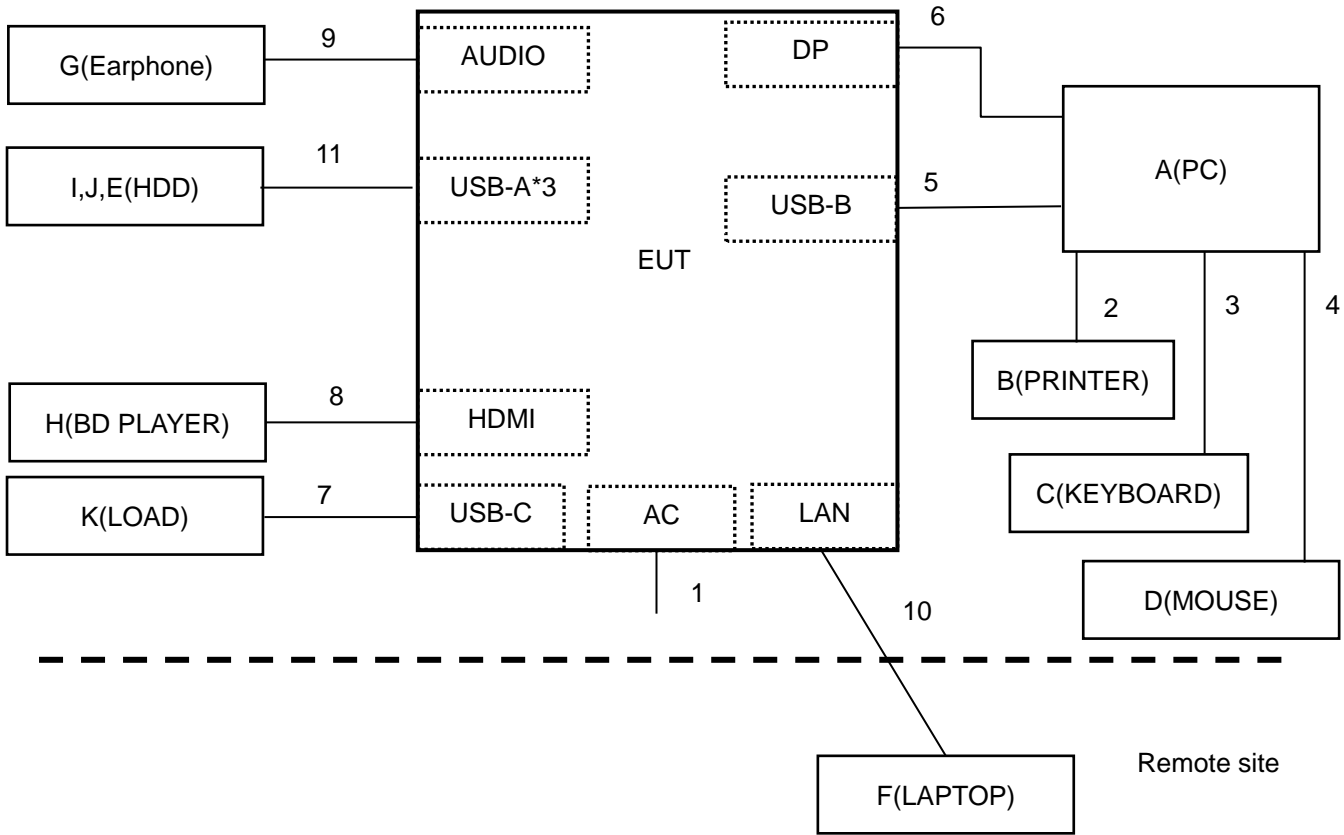 6
9
AUDIO
DP
G(Earphone)
11
I,J,E(HDD)
USB-A*3
5
A(PC)
USB-B
EUT
2
3
4
B(PRINTER)
8
H(BD PLAYER)
HDMI
7
K(LOAD)
USB-C
AC
LAN
C(KEYBOARD)
1
10
D(MOUSE)
Remote site
F(LAPTOP)